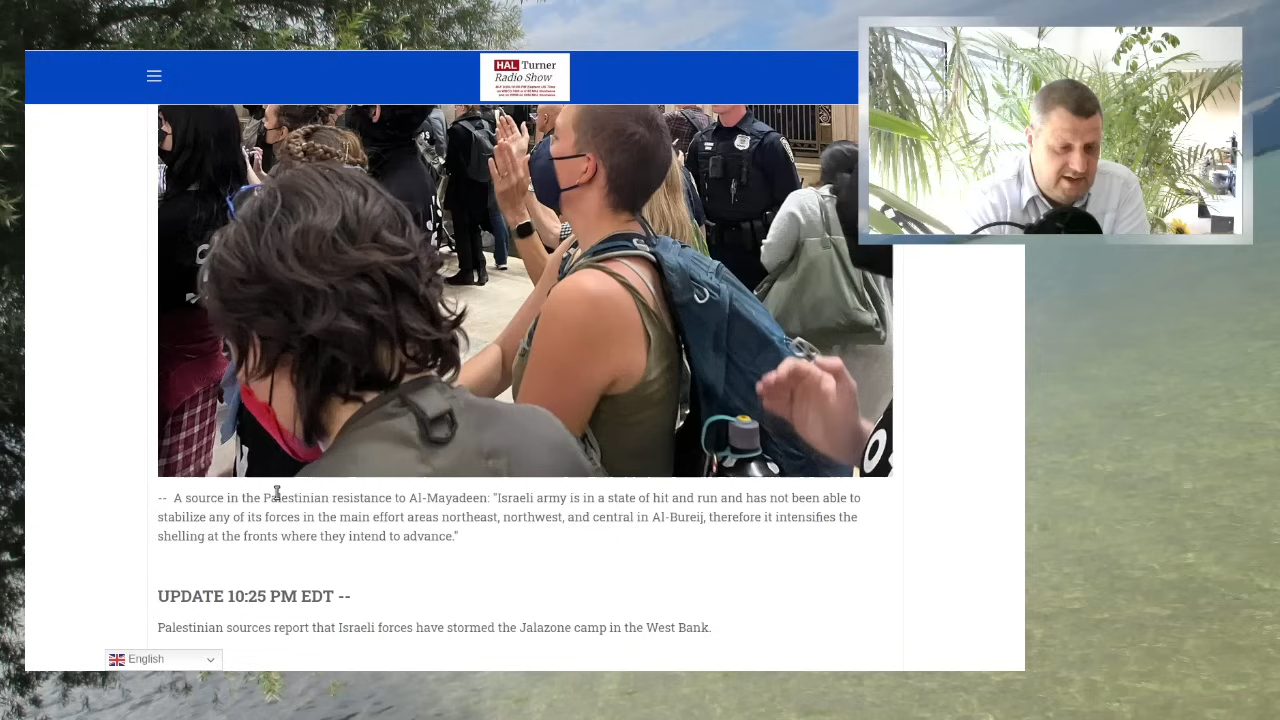 HAL Turner
Radio Show
-- A source in the Palestinian resistance to Al-Mayadeen: "Israeli army is in a state of hit and run and has not been able to
stabilize any of its forces in the main effort areas northeast, northwest, and central in Al-Bureij, therefore it intensifies the
shelling at the fronts where they intend to advance."
UPDATE 10:25 PM EDT --
Palestinian sources report that Israeli forces have stormed the Jalazone camp in the West Bank.
English